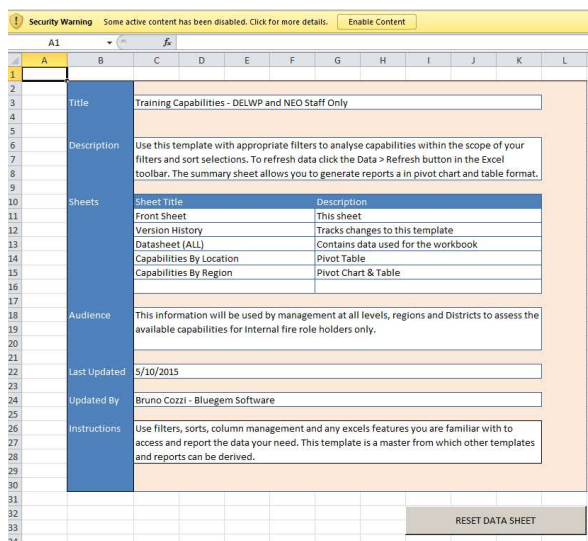 Security Warning Some active content has been disabled. Click for more details. Enable Content
A1 fx
A B C D E F G H I J K L
1
2
3 Title Training Capabilities - DELWP and NEO Staff Only
4
5
6 Description Use this template with appropriate filters to analyse capabilities within the scope of your
7 filters and sort selections. To refresh data click the Data > Refresh button in the Excel
8 toolbar. The summary sheet allows you to generate reports a in pivot chart and table format.
9
10 Sheets Sheet Title Description
11 Front Sheet This sheet
12 Version History Tracks changes to this template
13 Datasheet (ALL) Contains data used for the workbook
14 Capabilities By Location Pivot Table
15 Capabilities By Region Pivot Chart & Table
16
17
18 Audience This information will be used by management at all levels, regions and Districts to assess the
19 available capabilities for Internal fire role holders only.
20
21
22 Last Updated 5/10/2015
23
24 Updated By Bruno Cozzi - Bluegem Software
25
26 Instructions Use filters, sorts, column management and any excels features you are familiar with to
27 access and report the data your need. This template is a master from which other templates
28 and reports can be derived.
29
30
31
32 RESET DATA SHEET
33